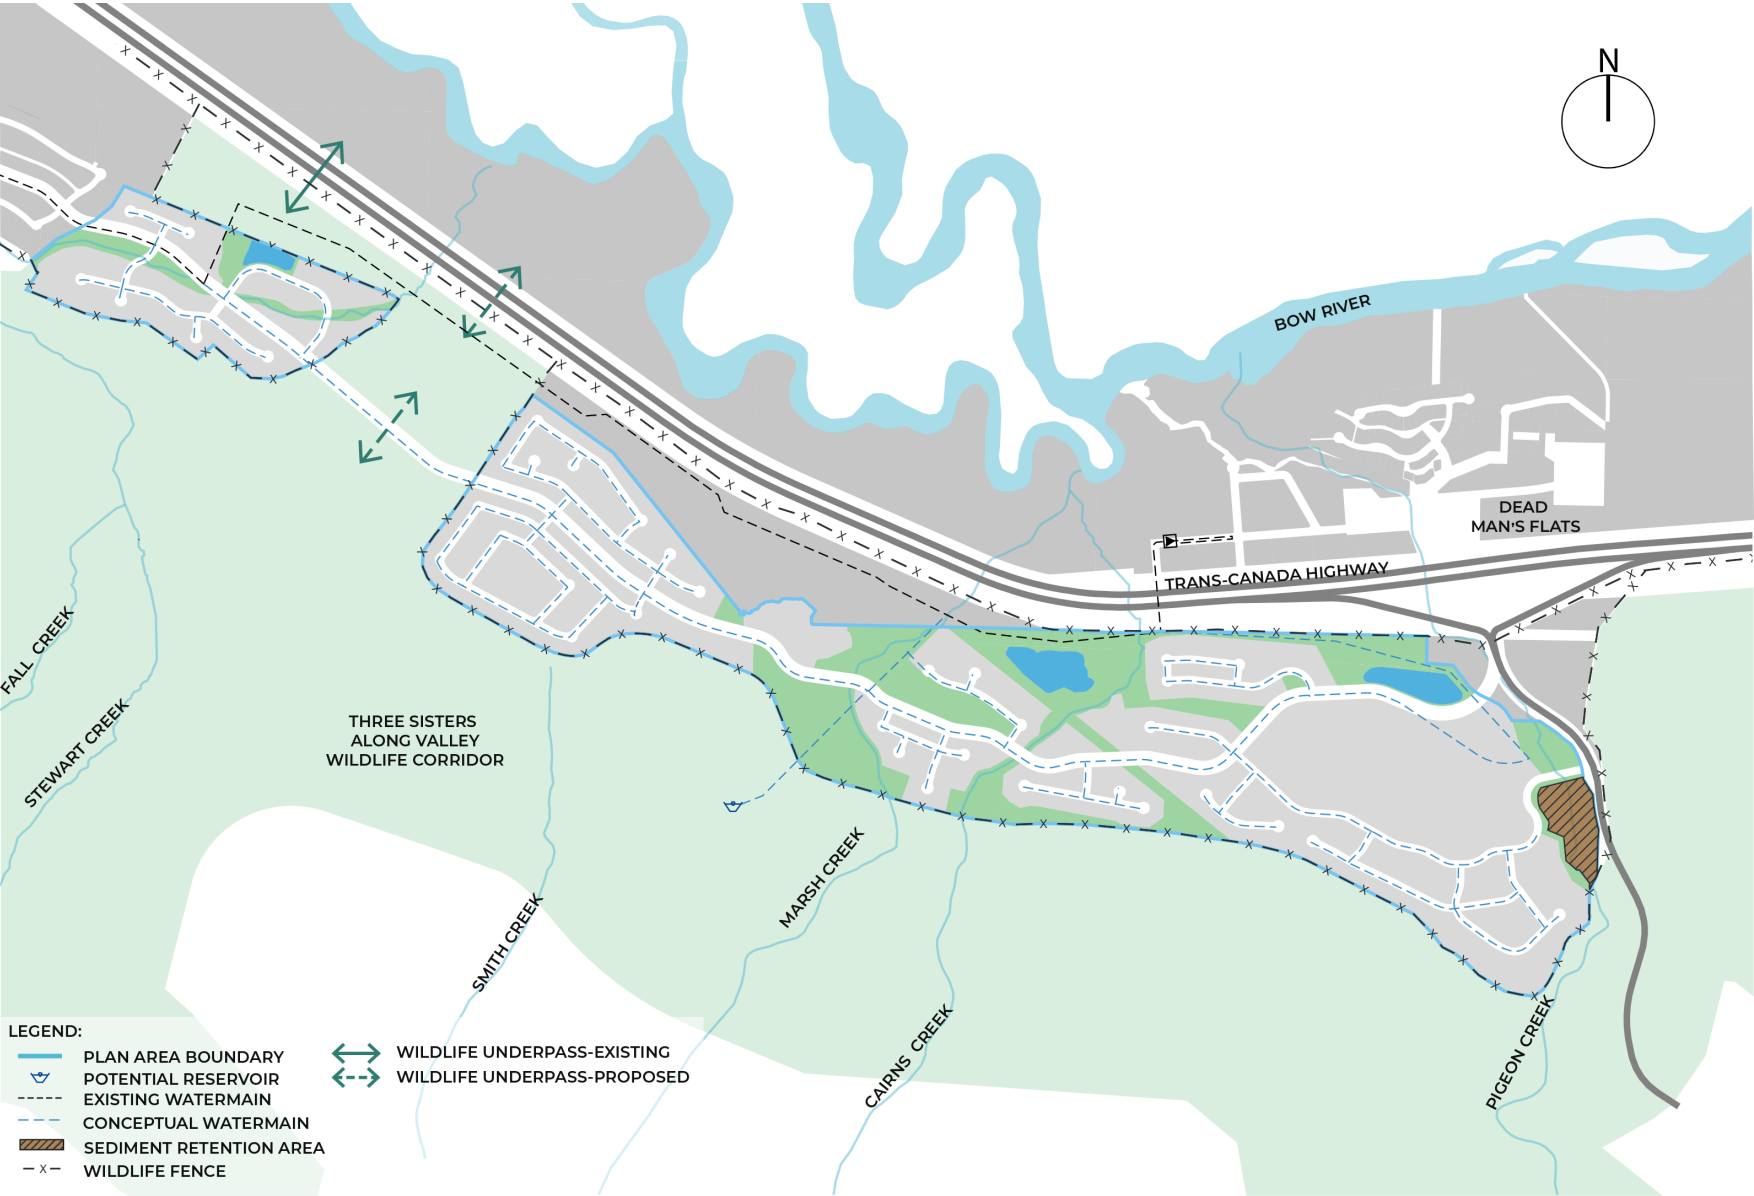 N
BOW RIVER
DEAD
MAN'S FLATS
TRANS-CANADA HIGHWAY
FALL CREEK
STEWART CREEK
THREE SISTERS
ALONG VALLEY
WILDLIFE CORRIDOR
SMITH CREEK
MARSH CREEK
CAIRNS CREEK
PIGEON CREEK
LEGEND:
PLAN AREA BOUNDARY
POTENTIAL RESERVOIR
EXISTING WATERMAIN
CONCEPTUAL WATERMAIN
SEDIMENT RETENTION AREA
WILDLIFE FENCE
WILDLIFE UNDERPASS-EXISTING
WILDLIFE UNDERPASS-PROPOSED